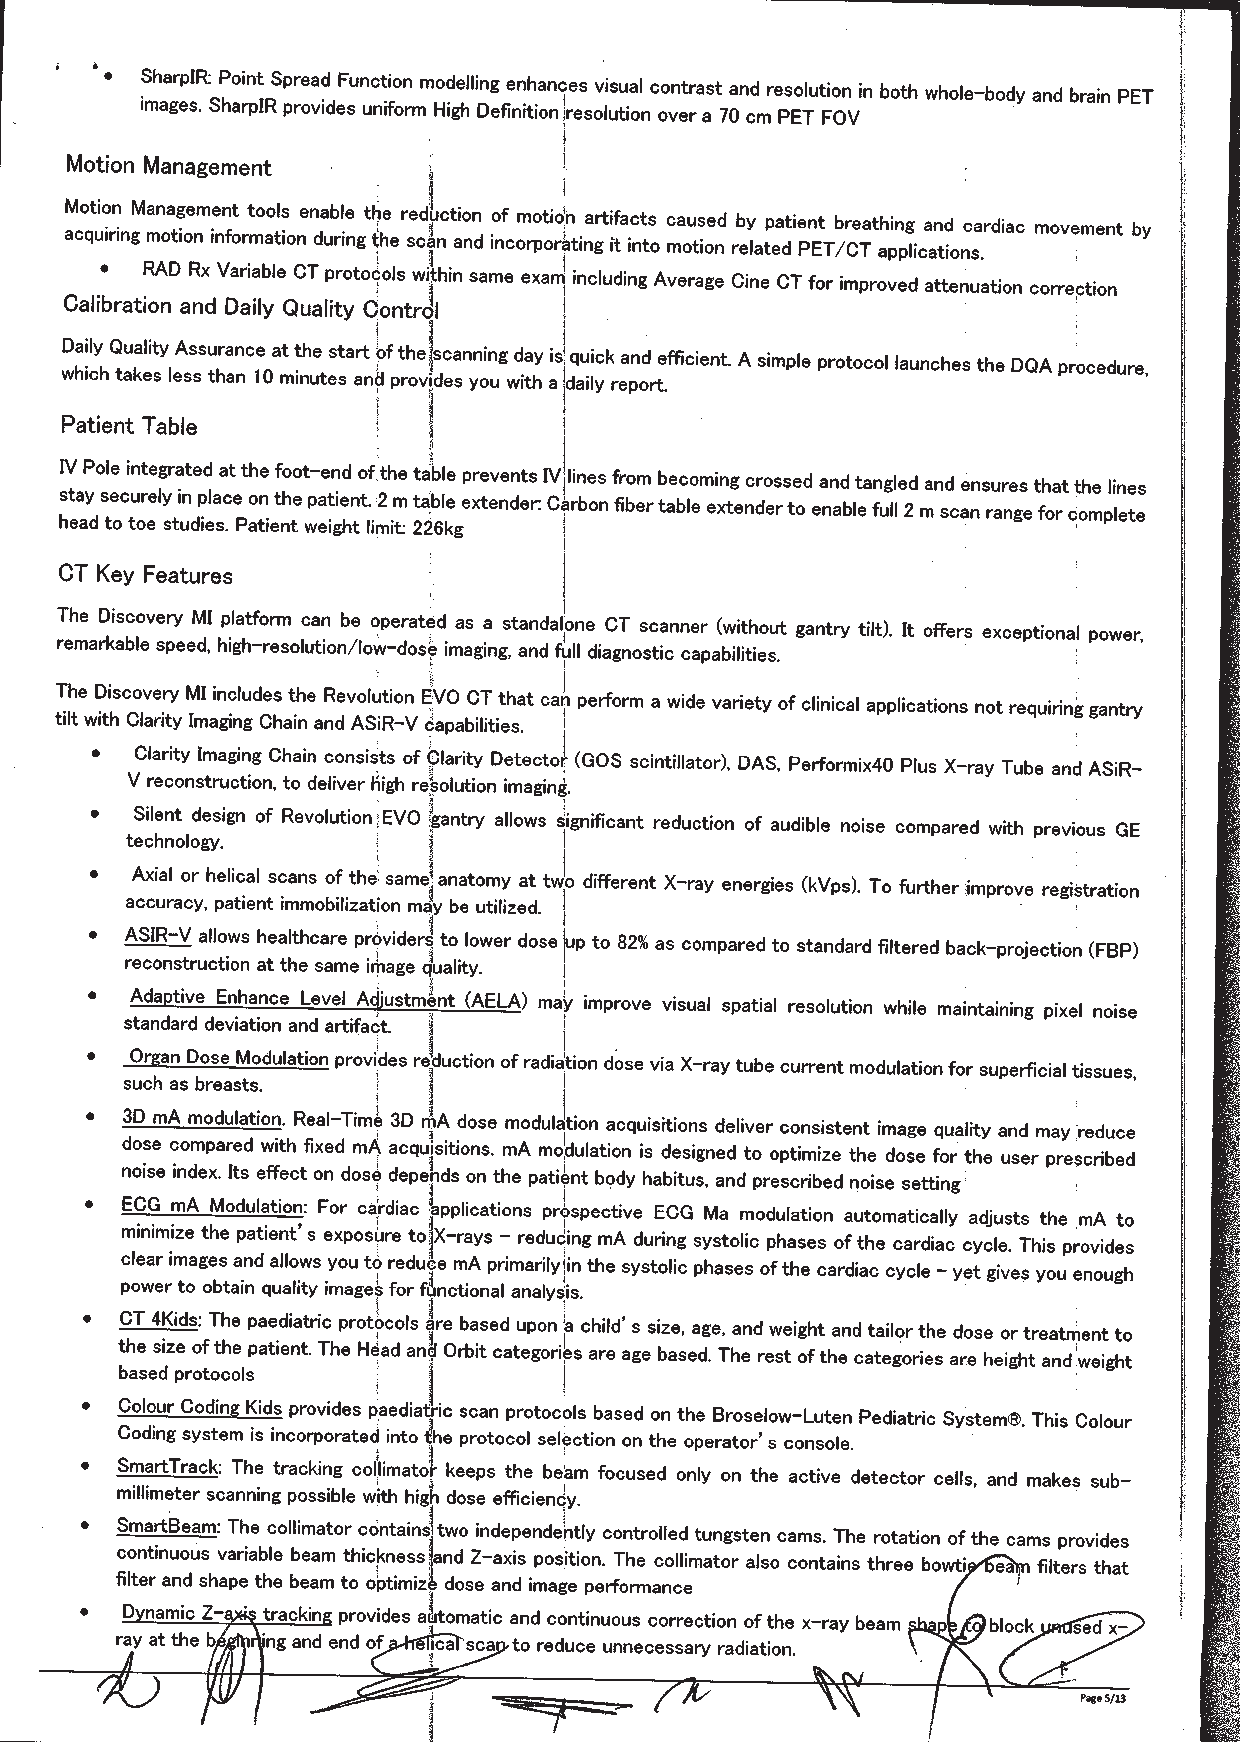 • SharpIR: Point Spread Function modelling enhances visual contrast and resolution in both whole-body and brain PET
images. SharpIR provides uniform High Definition resolution over a 70 cm PET FOV
Motion Management
Motion Management tools enable the reduction of motion artifacts caused by patient breathing and cardiac movement by
acquiring motion information during the scan and incorporating it into motion related PET/CT applications.
• RAD Rx Variable CT protocols within same exam including Average Cine CT for improved attenuation correction
Calibration and Daily Quality Control
Daily Quality Assurance at the start of the scanning day is quick and efficient. A simple protocol launches the DQA procedure,
which takes less than 10 minutes and provides you with a daily report.
Patient Table
IV Pole integrated at the foot-end of the table prevents IV lines from becoming crossed and tangled and ensures that the lines
stay securely in place on the patient. 2 m table extender: Carbon fiber table extender to enable full 2 m scan range for complete
head to toe studies. Patient weight limit: 226kg
CT Key Features
The Discovery MI platform can be operated as a standalone CT scanner (without gantry tilt). It offers exceptional power,
remarkable speed, high-resolution/low-dose imaging, and full diagnostic capabilities.
The Discovery MI includes the Revolution EVO CT that can perform a wide variety of clinical applications not requiring gantry
tilt with Clarity Imaging Chain and ASiR-V capabilities.
• Clarity Imaging Chain consists of Clarity Detector (GOS scintillator), DAS, Performix40 Plus X-ray Tube and ASiR-
V reconstruction, to deliver high resolution imaging.
• Silent design of Revolution EVO gantry allows significant reduction of audible noise compared with previous GE
technology.
• Axial or helical scans of the same anatomy at two different X-ray energies (kVps). To further improve registration
accuracy, patient immobilization may be utilized.
• ASIR-V allows healthcare providers to lower dose up to 82% as compared to standard filtered back-projection (FBP)
reconstruction at the same image quality.
• Adaptive Enhance Level Adjustment (AELA) may improve visual spatial resolution while maintaining pixel noise
standard deviation and artifact.
• Organ Dose Modulation provides reduction of radiation dose via X-ray tube current modulation for superficial tissues,
such as breasts.
• 3D mA modulation. Real-Time 3D mA dose modulation acquisitions deliver consistent image quality and may reduce
dose compared with fixed mA acquisitions. mA modulation is designed to optimize the dose for the user prescribed
noise index. Its effect on dose depends on the patient body habitus, and prescribed noise setting
• ECG mA Modulation: For cardiac applications prospective ECG Ma modulation automatically adjusts the mA to
minimize the patient's exposure to X-rays - reducing mA during systolic phases of the cardiac cycle. This provides
clear images and allows you to reduce mA primarily in the systolic phases of the cardiac cycle - yet gives you enough
power to obtain quality images for functional analysis.
• CT 4Kids: The paediatric protocols are based upon a child's size, age, and weight and tailor the dose or treatment to
the size of the patient. The Head and Orbit categories are age based. The rest of the categories are height and weight
based protocols
• Colour Coding Kids provides paediatric scan protocols based on the Broselow-Luten Pediatric System®. This Colour
Coding system is incorporated into the protocol selection on the operator's console.
• SmartTrack: The tracking collimator keeps the beam focused only on the active detector cells, and makes sub-
millimeter scanning possible with high dose efficiency.
• SmartBeam: The collimator contains two independently controlled tungsten cams. The rotation of the cams provides
continuous variable beam thickness and Z-axis position. The collimator also contains three bowtie beam filters that
filter and shape the beam to optimize dose and image performance
• Dynamic Z-axis tracking provides automatic and continuous correction of the x-ray beam shape to block unused x-
ray at the beginning and end of a helical scan to reduce unnecessary radiation.
Page 5/13